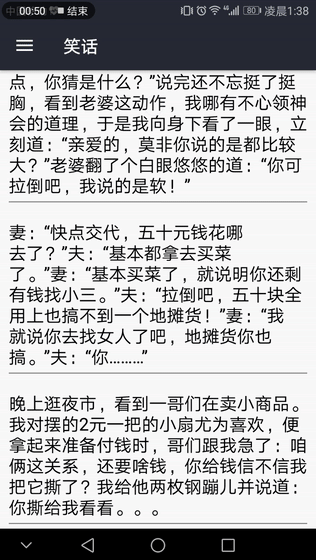 00:50 结束
80 凌晨1:38
笑话
点，你猜是什么？”说完还不忘挺了挺
胸，看到老婆这动作，我哪有不心领神
会的道理，于是我向身下看了一眼，立
刻道：“亲爱的，莫非你说的是都比较
大？”老婆翻了个白眼悠悠的道：“你可
拉倒吧，我说的是软！”
妻：“快点交代，五十元钱花哪
去了？”夫：“基本都拿去买菜
了。”妻：“基本买菜了，就说明你还剩
有钱找小三。”夫：“拉倒吧，五十块全
用上也搞不到一个地摊货！”妻：“我
就说你去找女人了吧，地摊货你也
搞。”夫：“你………”
晚上逛夜市，看到一哥们在卖小商品。
我对摆的2元一把的小扇尤为喜欢，便
拿起来准备付钱时，哥们跟我急了：咱
俩这关系，还要啥钱，你给钱信不信我
把它撕了？我给他两枚钢蹦儿并说道：
你撕给我看看。。。